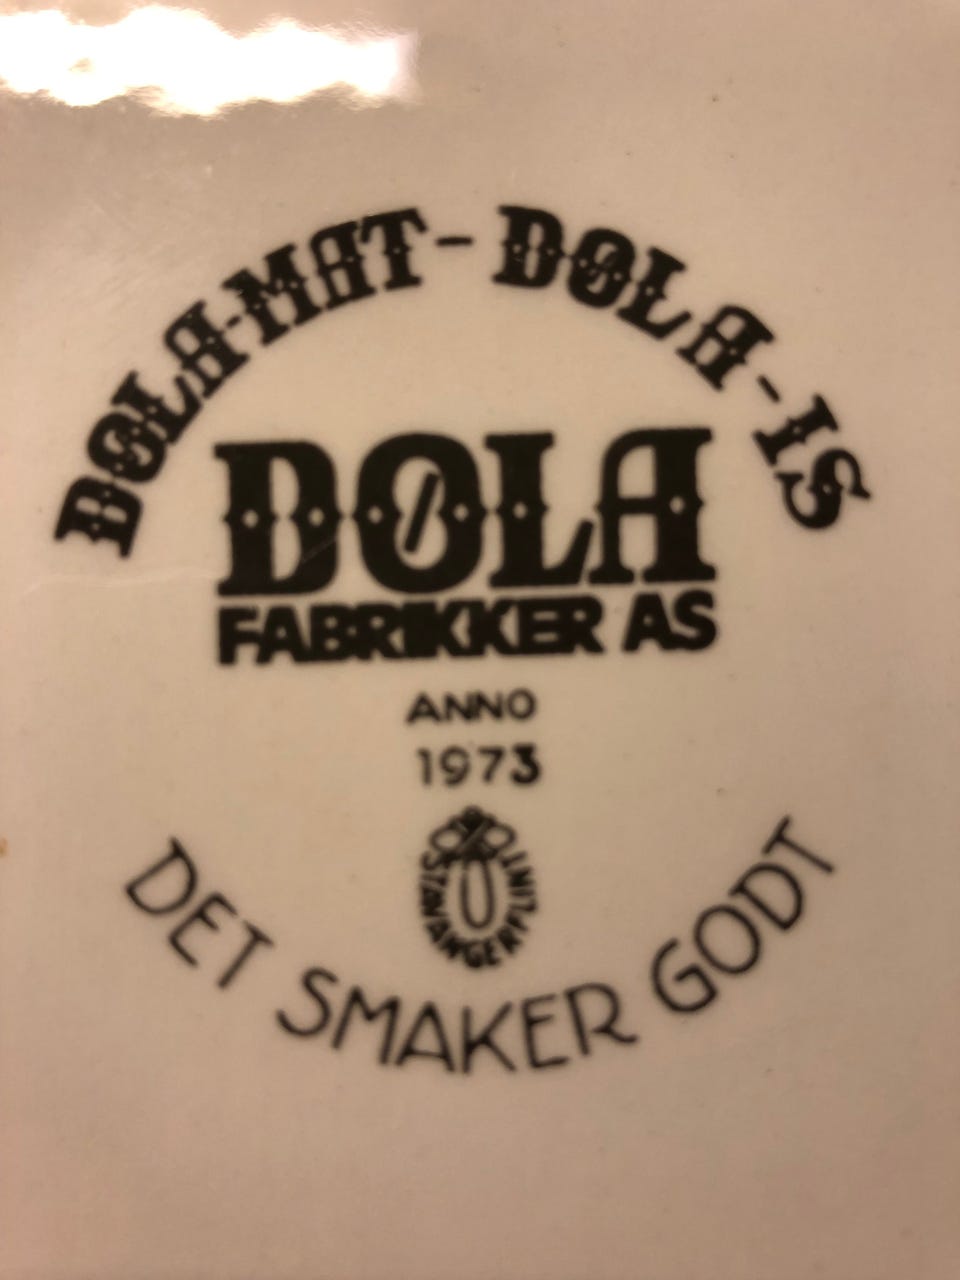 DØLA-MAT - DØLA-IS
DØLA
FABRIKKER AS
ANNO
1973
STAVANGERFLINT
DET SMAKER GODT